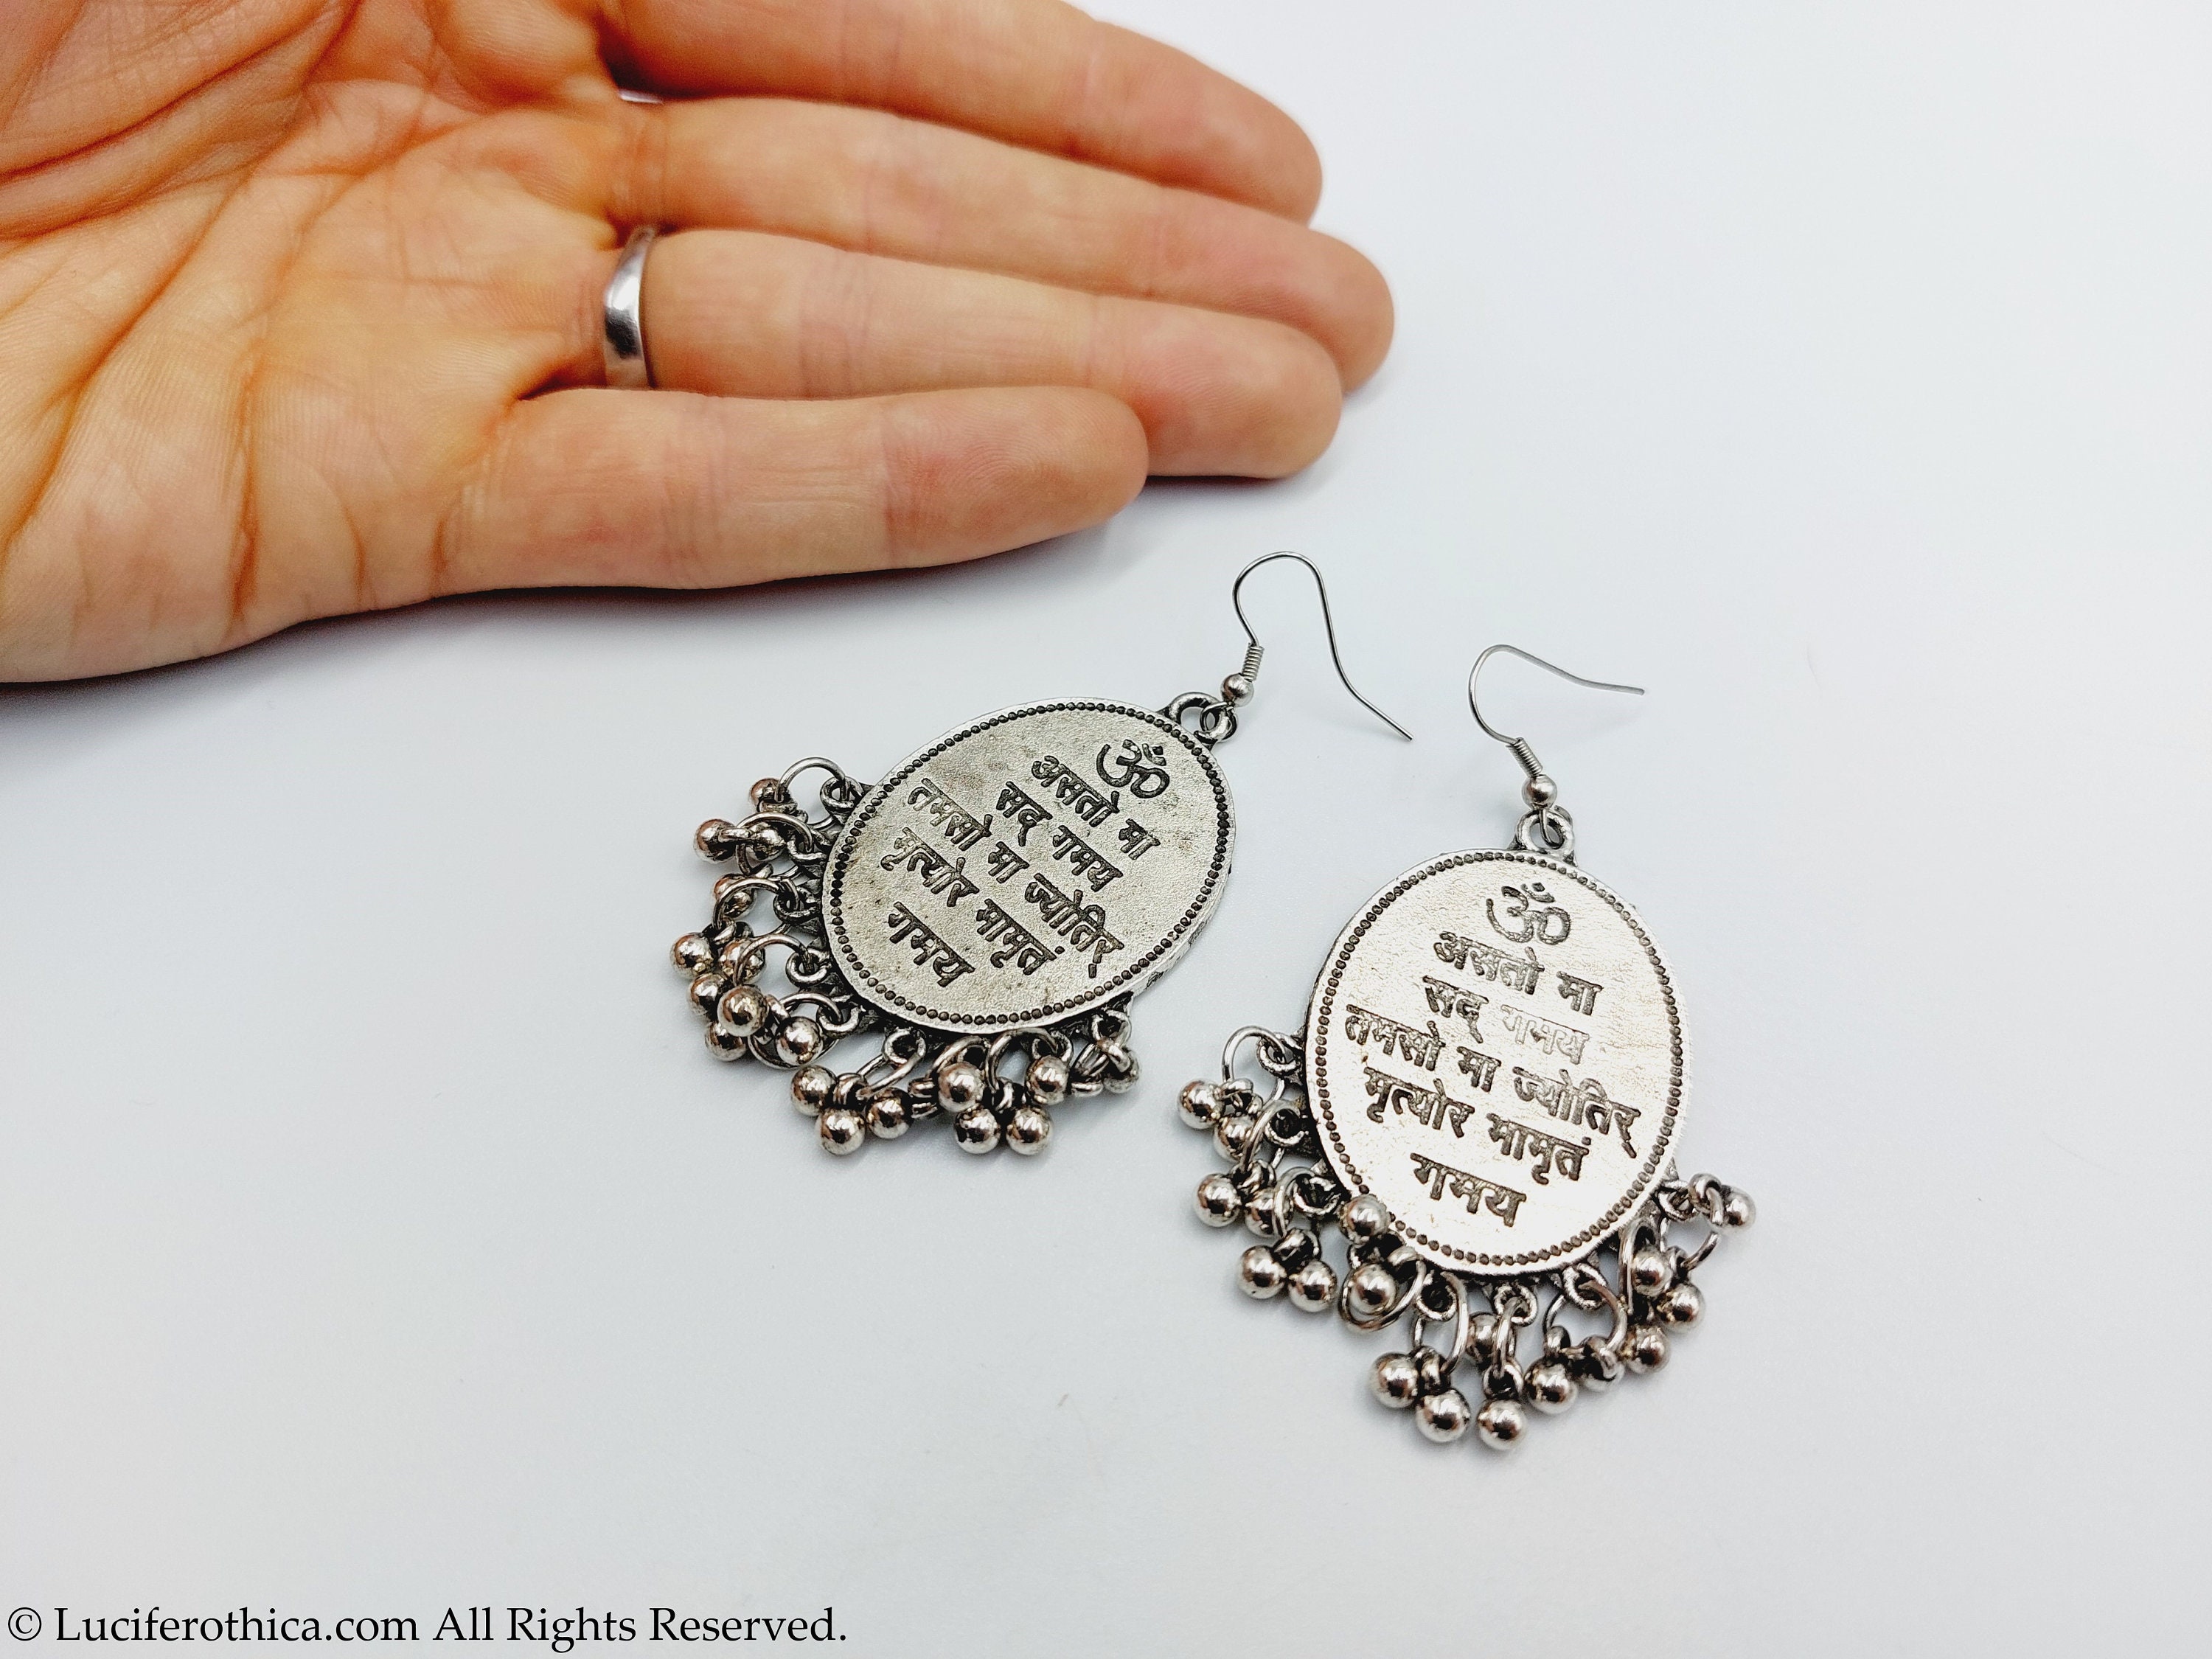 ॐ
असतो मा
सद् गमय
तमसो मा ज्योतिर्
मृत्योर मामृतं
गमय
ॐ
असतो मा
सद् गमय
तमसो मा ज्योतिर्
मृत्योर मामृतं
गमय
© Luciferothica.com All Rights Reserved.